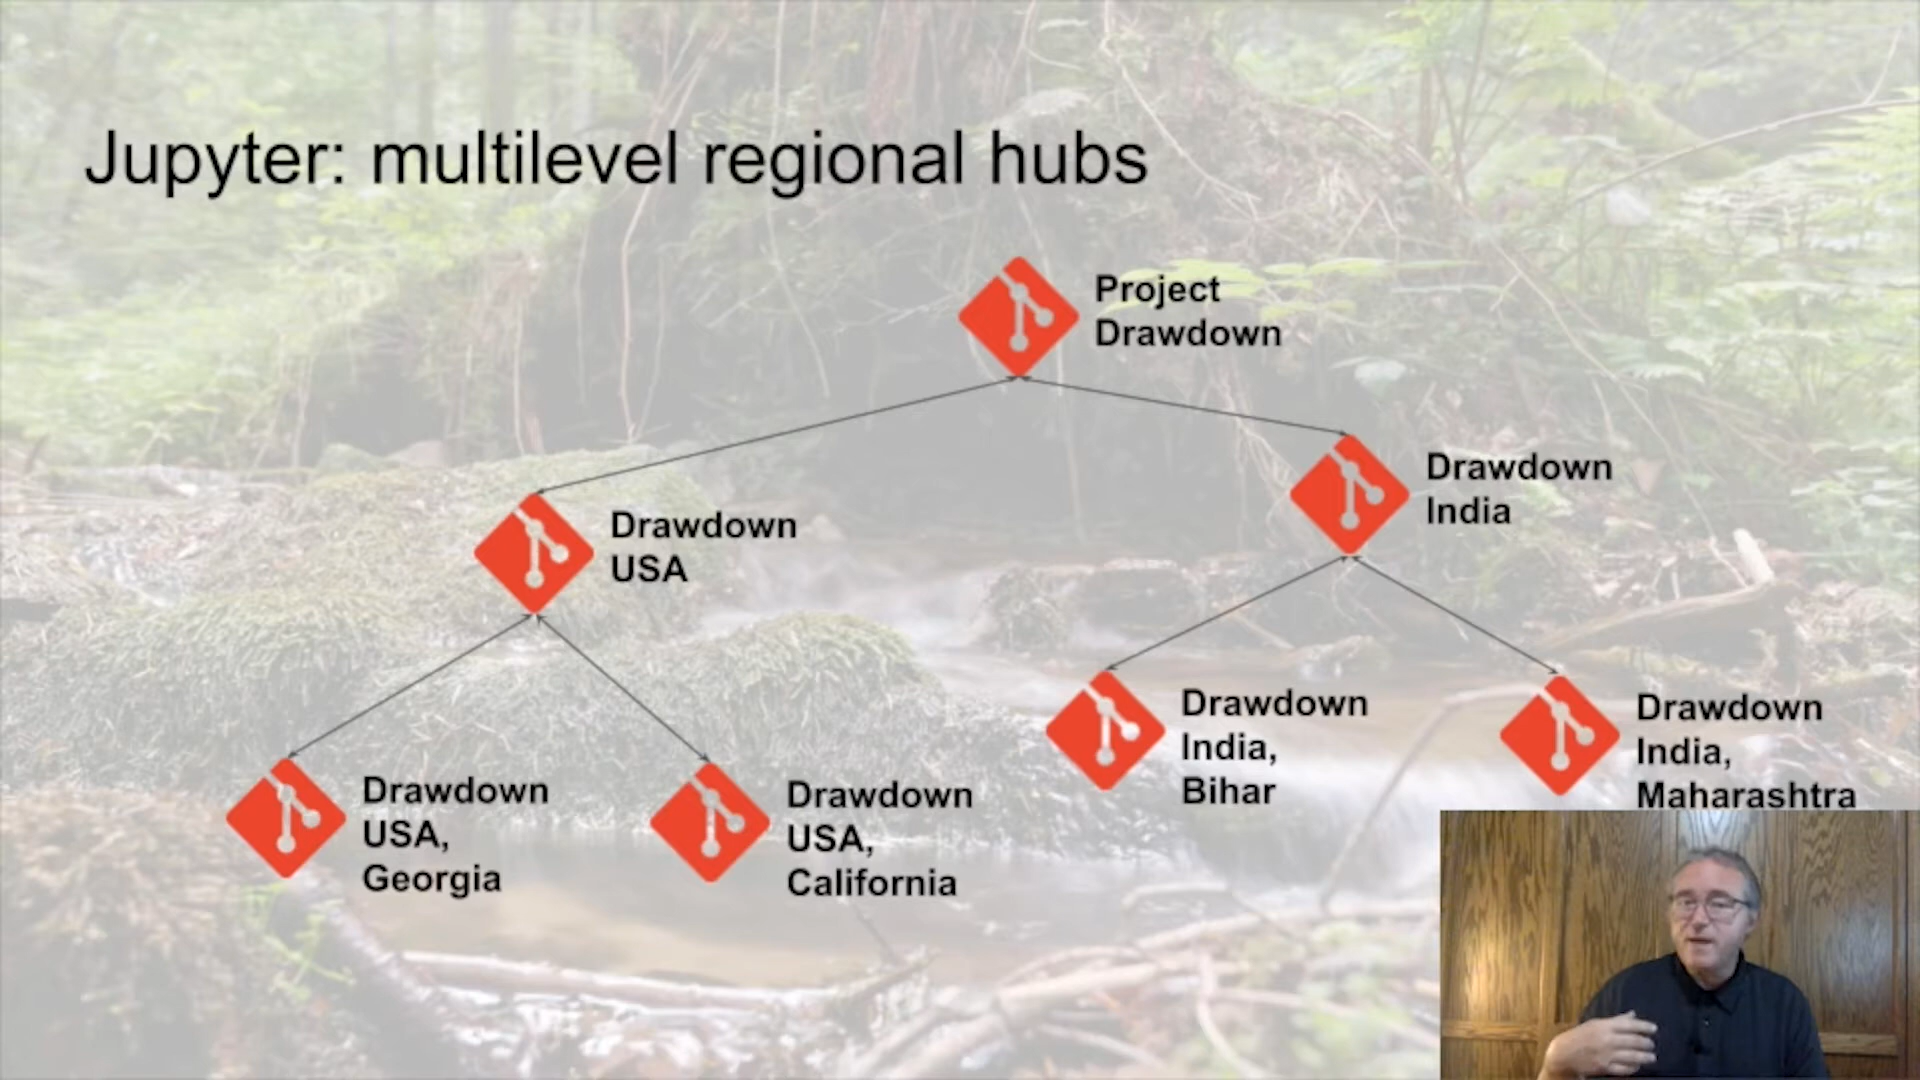 Jupyter: multilevel regional hubs
Project
Drawdown
Drawdown
India
Drawdown
USA
Drawdown
India,
Bihar
Drawdown
India,
Maharashtra
Drawdown
USA,
Georgia
Drawdown
USA,
California